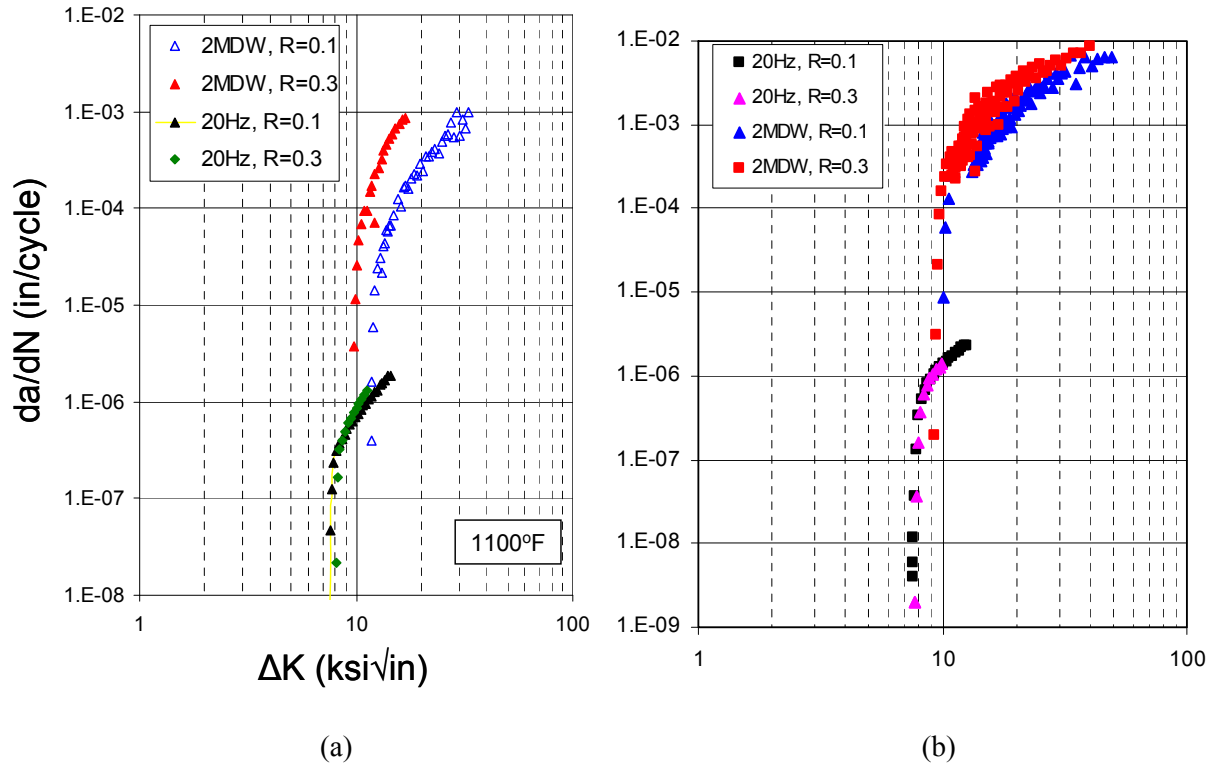 1.E-02
1.E-03
1.E-04
1.E-05
1.E-06
1.E-07
1.E-08
da/dN (in/cycle)
2MDW, R=0.1
2MDW, R=0.3
20Hz, R=0.1
20Hz, R=0.3
1100°F
1 10 100
ΔK (ksi√in)
(a)
1.E-02
1.E-03
1.E-04
1.E-05
1.E-06
1.E-07
1.E-08
1.E-09
20Hz, R=0.1
20Hz, R=0.3
2MDW, R=0.1
2MDW, R=0.3
1 10 100
(b)